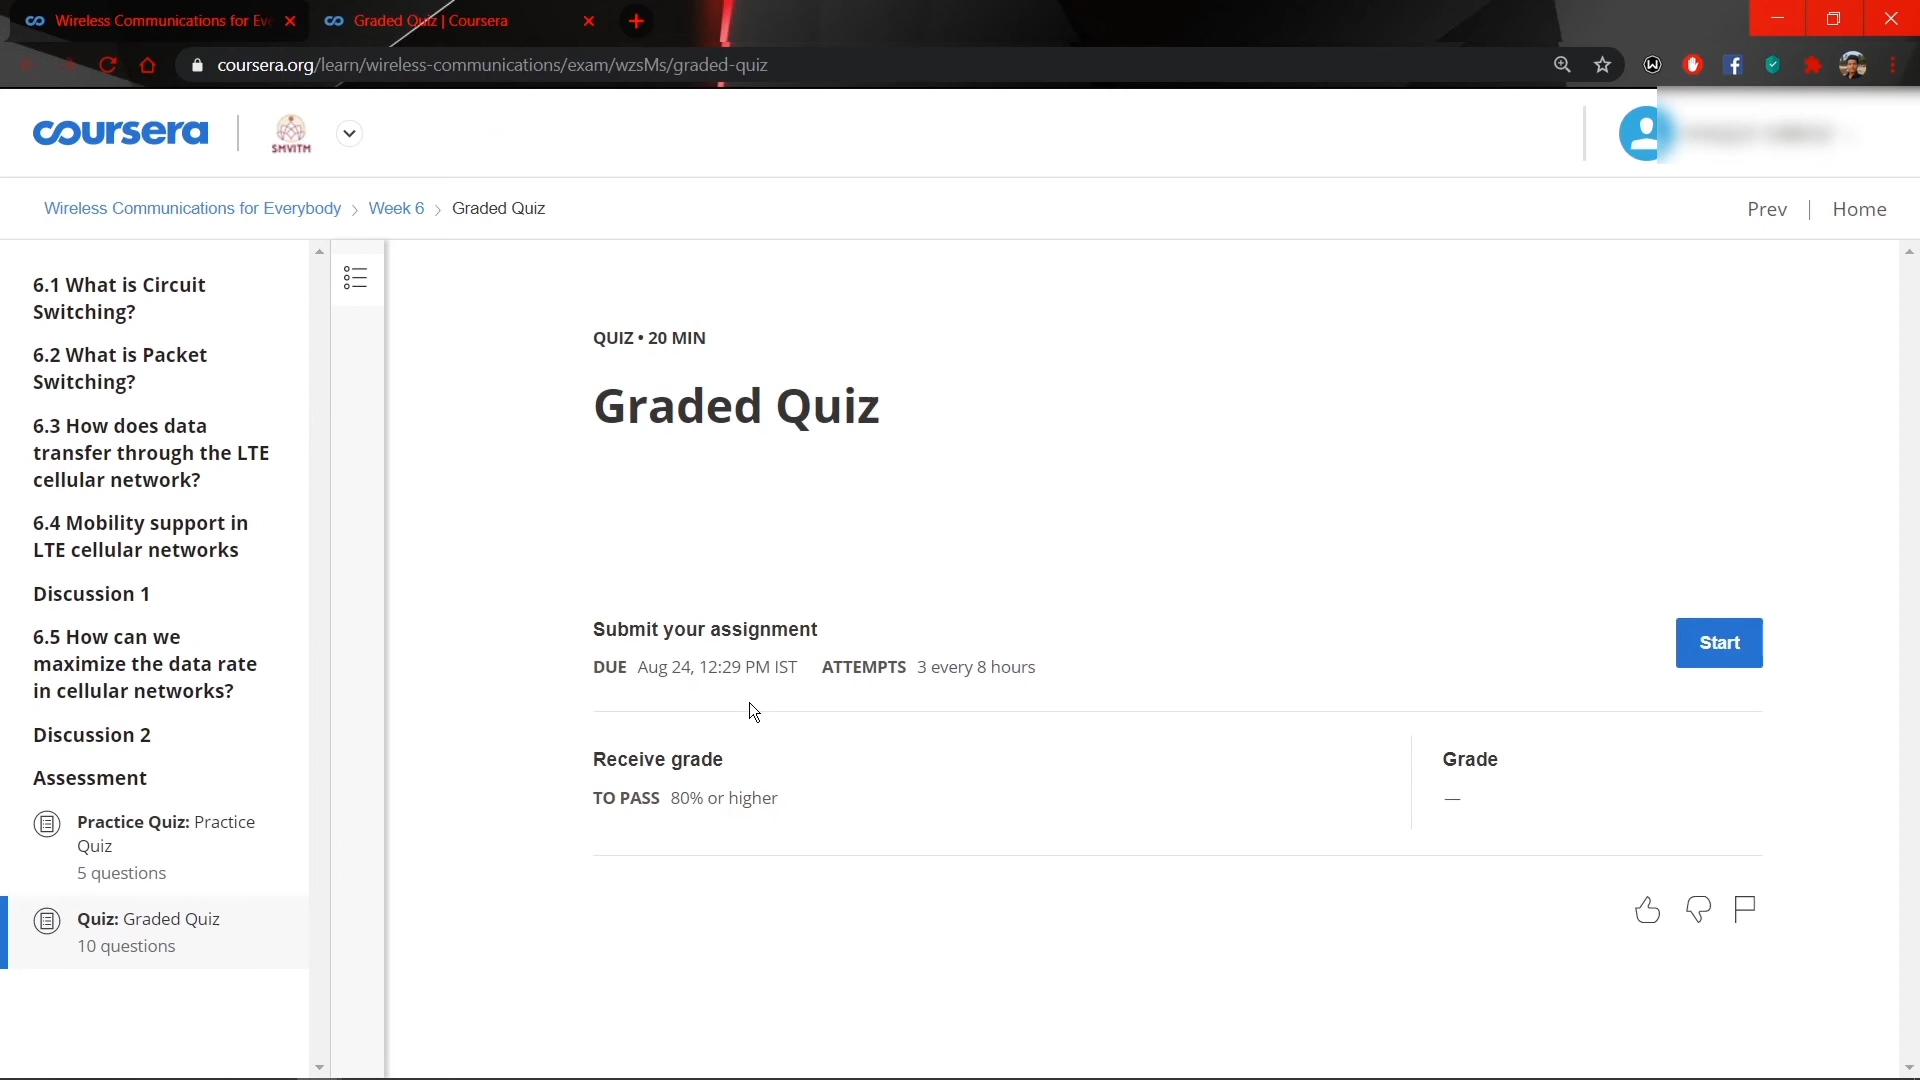 Wireless Communications for Eve
Graded Quiz | Coursera
coursera.org/learn/wireless-communications/exam/wzsMs/graded-quiz
coursera
SMVITM
Wireless Communications for Everybody > Week 6 > Graded Quiz
Prev | Home
6.1 What is Circuit
Switching?
6.2 What is Packet
Switching?
6.3 How does data
transfer through the LTE
cellular network?
6.4 Mobility support in
LTE cellular networks
Discussion 1
6.5 How can we
maximize the data rate
in cellular networks?
Discussion 2
Assessment
Practice Quiz: Practice
Quiz
5 questions
Quiz: Graded Quiz
10 questions
QUIZ • 20 MIN
Graded Quiz
Submit your assignment
DUE Aug 24, 12:29 PM IST ATTEMPTS 3 every 8 hours
Start
Receive grade
TO PASS 80% or higher
Grade
—